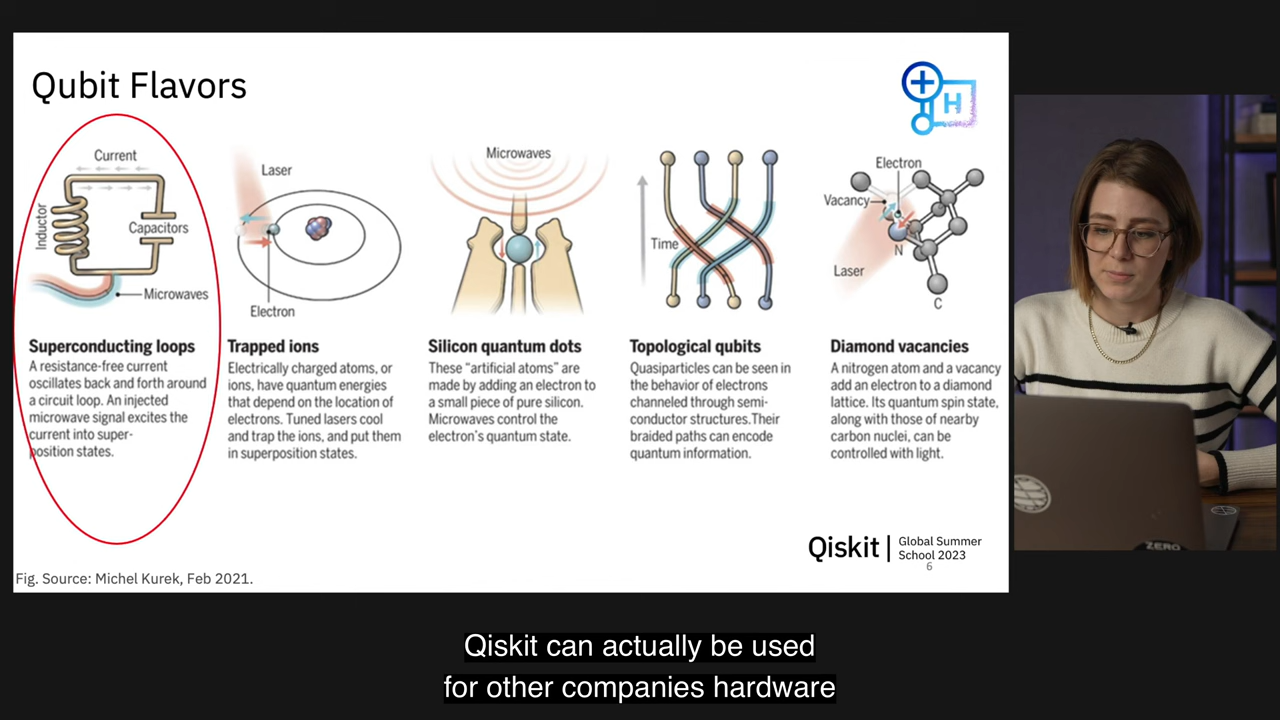 Qubit Flavors
H
Current
Inductor
Capacitors
Microwaves
Laser
Electron
Microwaves
Time
Electron
Vacancy
N
Laser
C
Superconducting loops
A resistance-free current
oscillates back and forth around
a circuit loop. An injected
microwave signal excites the
current into super-
position states.
Trapped ions
Electrically charged atoms, or
ions, have quantum energies
that depend on the location of
electrons. Tuned lasers cool
and trap the ions, and put them
in superposition states.
Silicon quantum dots
These “artificial atoms” are
made by adding an electron to
a small piece of pure silicon.
Microwaves control the
electron’s quantum state.
Topological qubits
Quasiparticles can be seen in
the behavior of electrons
channeled through semi-
conductor structures.Their
braided paths can encode
quantum information.
Diamond vacancies
A nitrogen atom and a vacancy
add an electron to a diamond
lattice. Its quantum spin state,
along with those of nearby
carbon nuclei, can be
controlled with light.
Qiskit | Global Summer
School 2023
6
Fig. Source: Michel Kurek, Feb 2021.
ZERO
Qiskit can actually be used
for other companies hardware